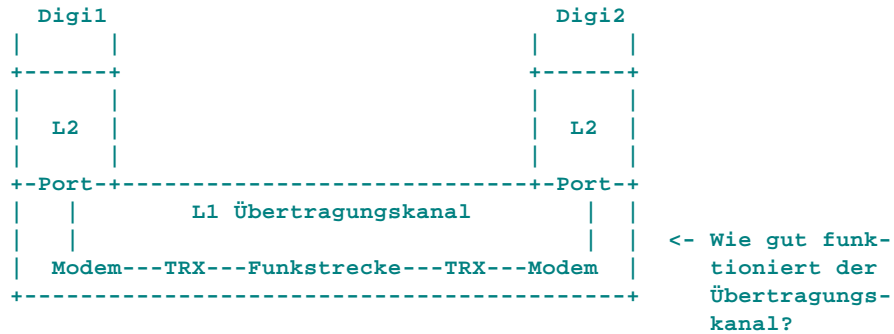 Digi1                             Digi2
|      |                          |      |
+------+                          +------+
|      |                          |      |
|  L2  |                          |  L2  |
|      |                          |      |
+-Port-+--------------------------+-Port-+
|   |       L1 Übertragungskanal       |  |
|   |                                  |  |  <- Wie gut funk-
|  Modem---TRX---Funkstrecke---TRX---Modem  |     tioniert der
+---------------------------------------+     Übertragungs-
                                              kanal?